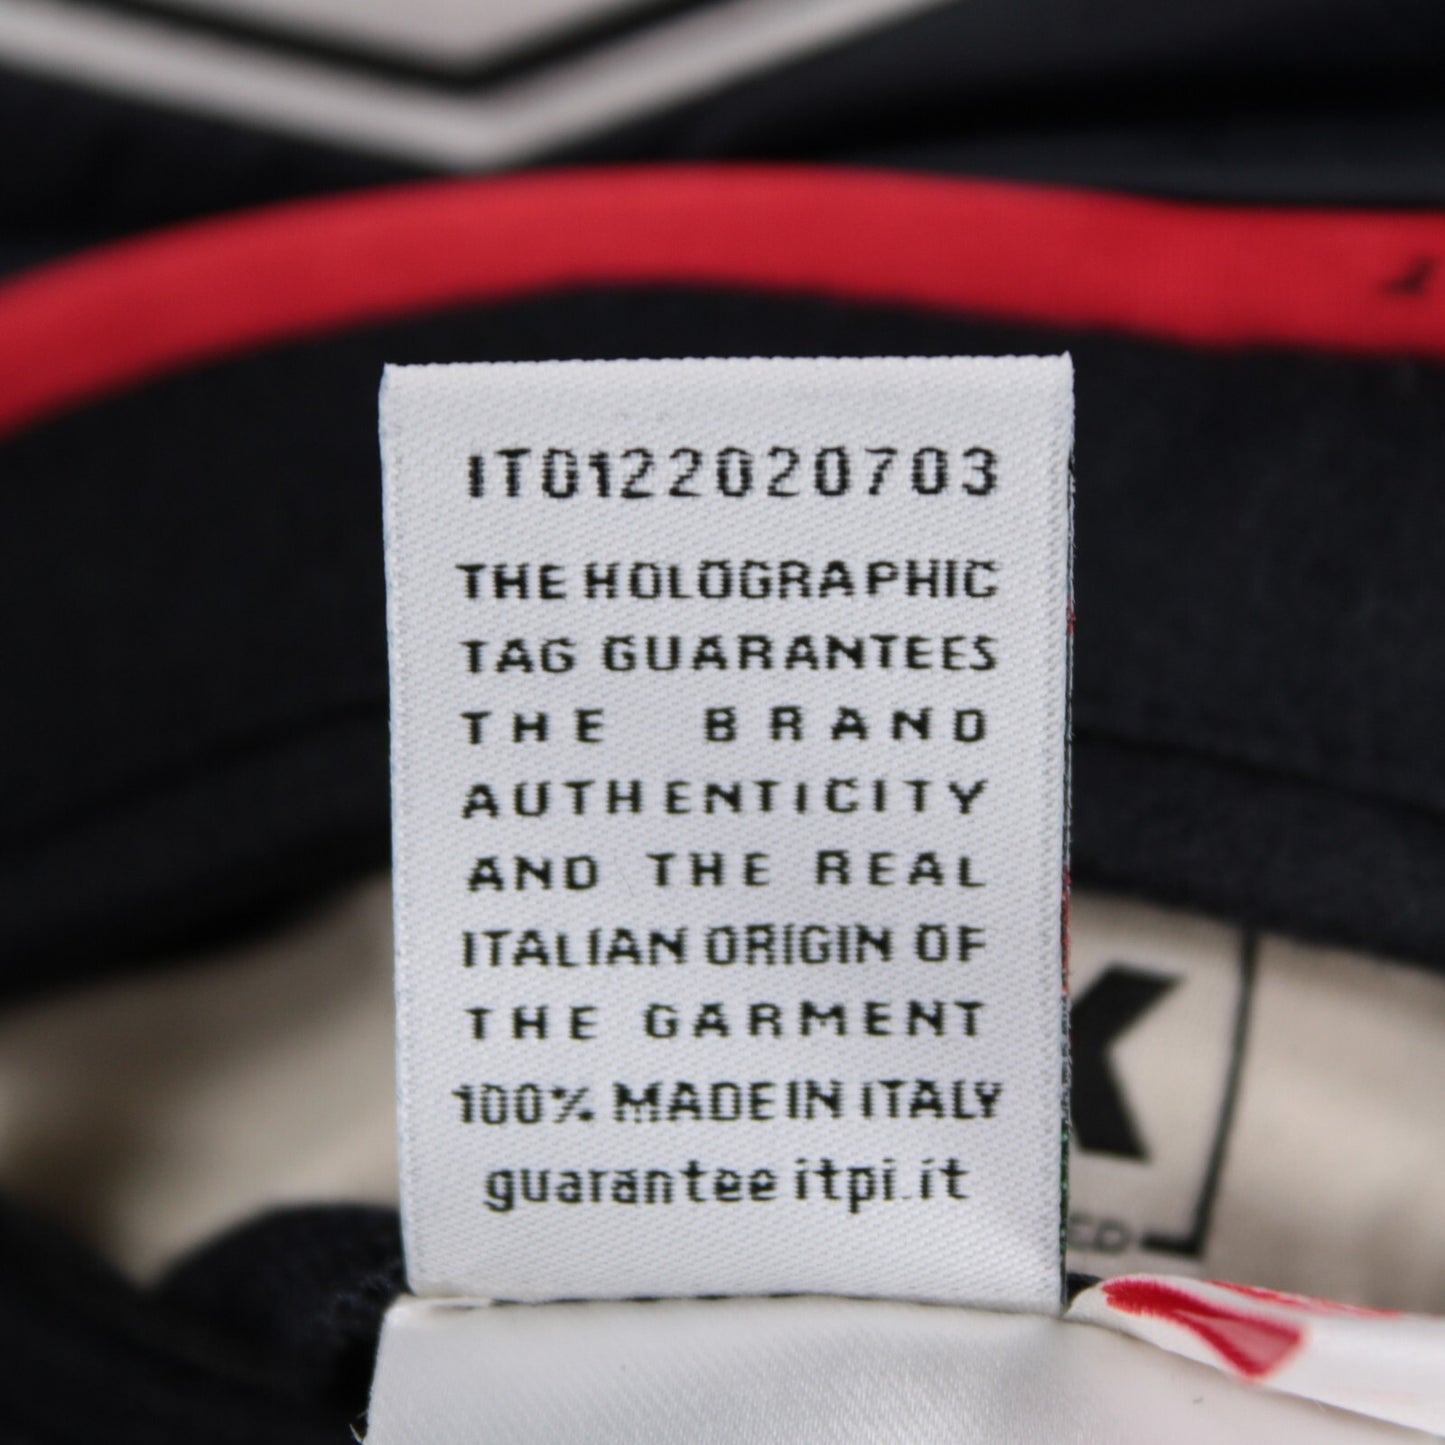 IT0122020703
THE HOLOGRAPHIC
TAG GUARANTEES
THE BRAND
AUTHENTICITY
AND THE REAL
ITALIAN ORIGIN OF
THE GARMENT
100% MADE IN ITALY
guarantee itpi.it